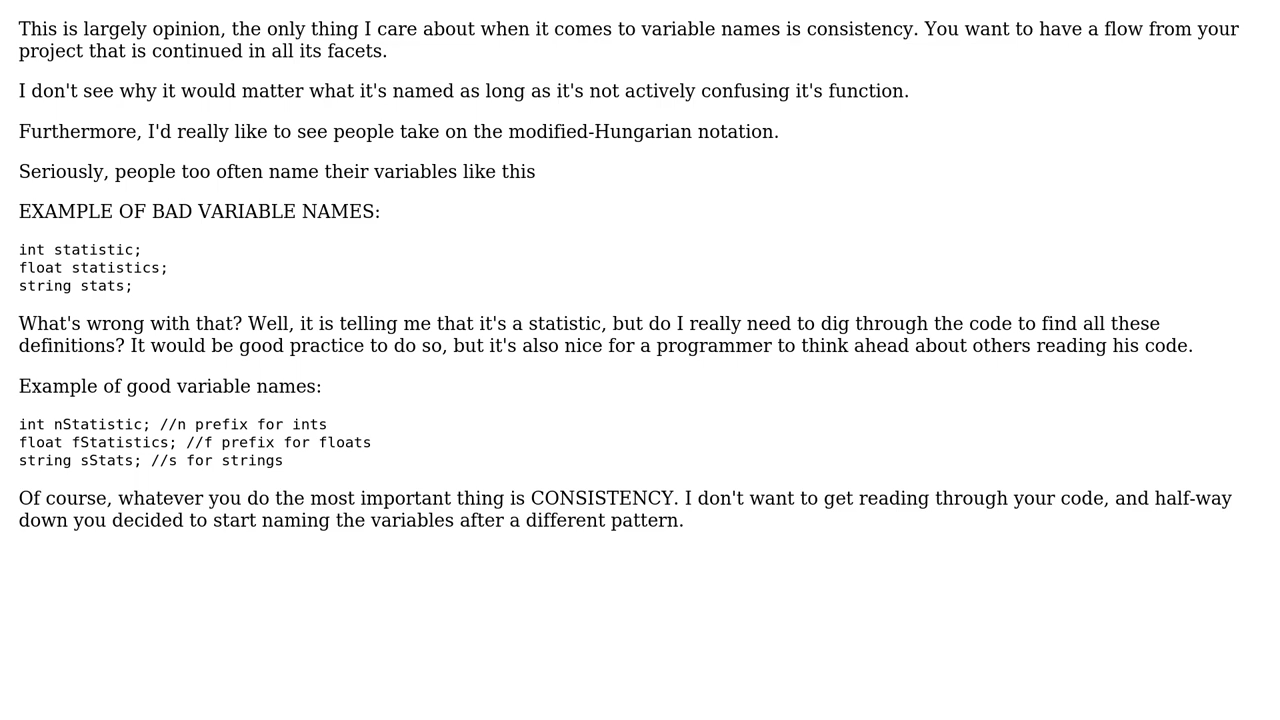 This is largely opinion, the only thing I care about when it comes to variable names is consistency. You want to have a flow from your
project that is continued in all its facets.
I don't see why it would matter what it's named as long as it's not actively confusing it's function.
Furthermore, I'd really like to see people take on the modified-Hungarian notation.
Seriously, people too often name their variables like this
EXAMPLE OF BAD VARIABLE NAMES:
int statistic;
float statistics;
string stats;
What's wrong with that? Well, it is telling me that it's a statistic, but do I really need to dig through the code to find all these
definitions? It would be good practice to do so, but it's also nice for a programmer to think ahead about others reading his code.
Example of good variable names:
int nStatistic; //n prefix for ints
float fStatistics; //f prefix for floats
string sStats; //s for strings
Of course, whatever you do the most important thing is CONSISTENCY. I don't want to get reading through your code, and half-way
down you decided to start naming the variables after a different pattern.